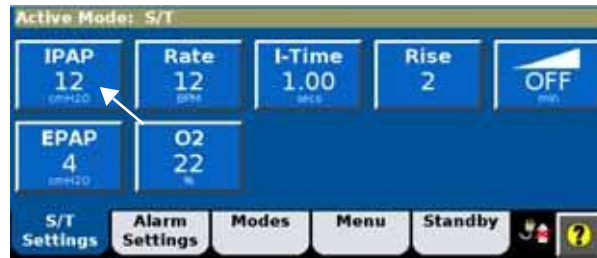 Active Mode: S/T
IPAP Rate I-Time Rise
12 12 1.00 2 OFF
cmH2O BPM secs min
EPAP O2
4 22
cmH2O %
S/T Alarm Modes Menu Standby
Settings Settings ?